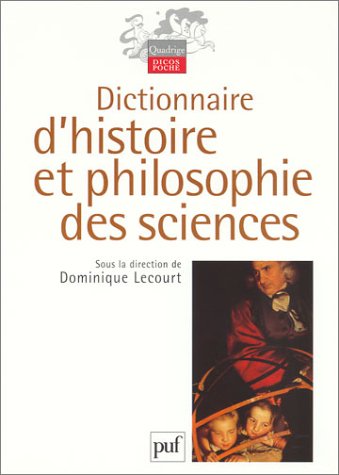 Quadrige
DICOS
POCHE
Dictionnaire
d'histoire
et philosophie
des sciences
Sous la direction de
Dominique Lecourt
puf